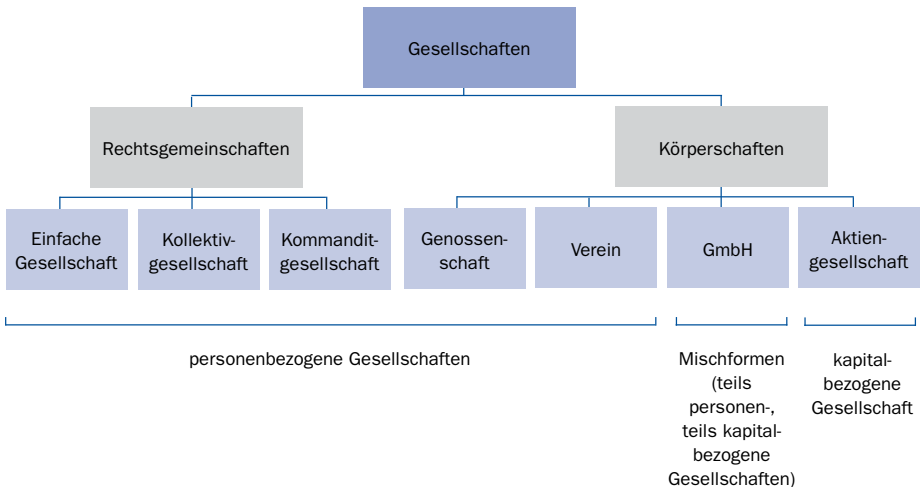 Gesellschaften
Rechtsgemeinschaften
Körperschaften
Einfache
Gesellschaft
Kollektiv-
gesellschaft
Kommandit-
gesellschaft
Genossen-
schaft
Verein
GmbH
Aktien-
gesellschaft
personenbezogene Gesellschaften
Mischformen
(teils
personen-,
teils kapital-
bezogene
Gesellschaften)
kapital-
bezogene
Gesellschaft